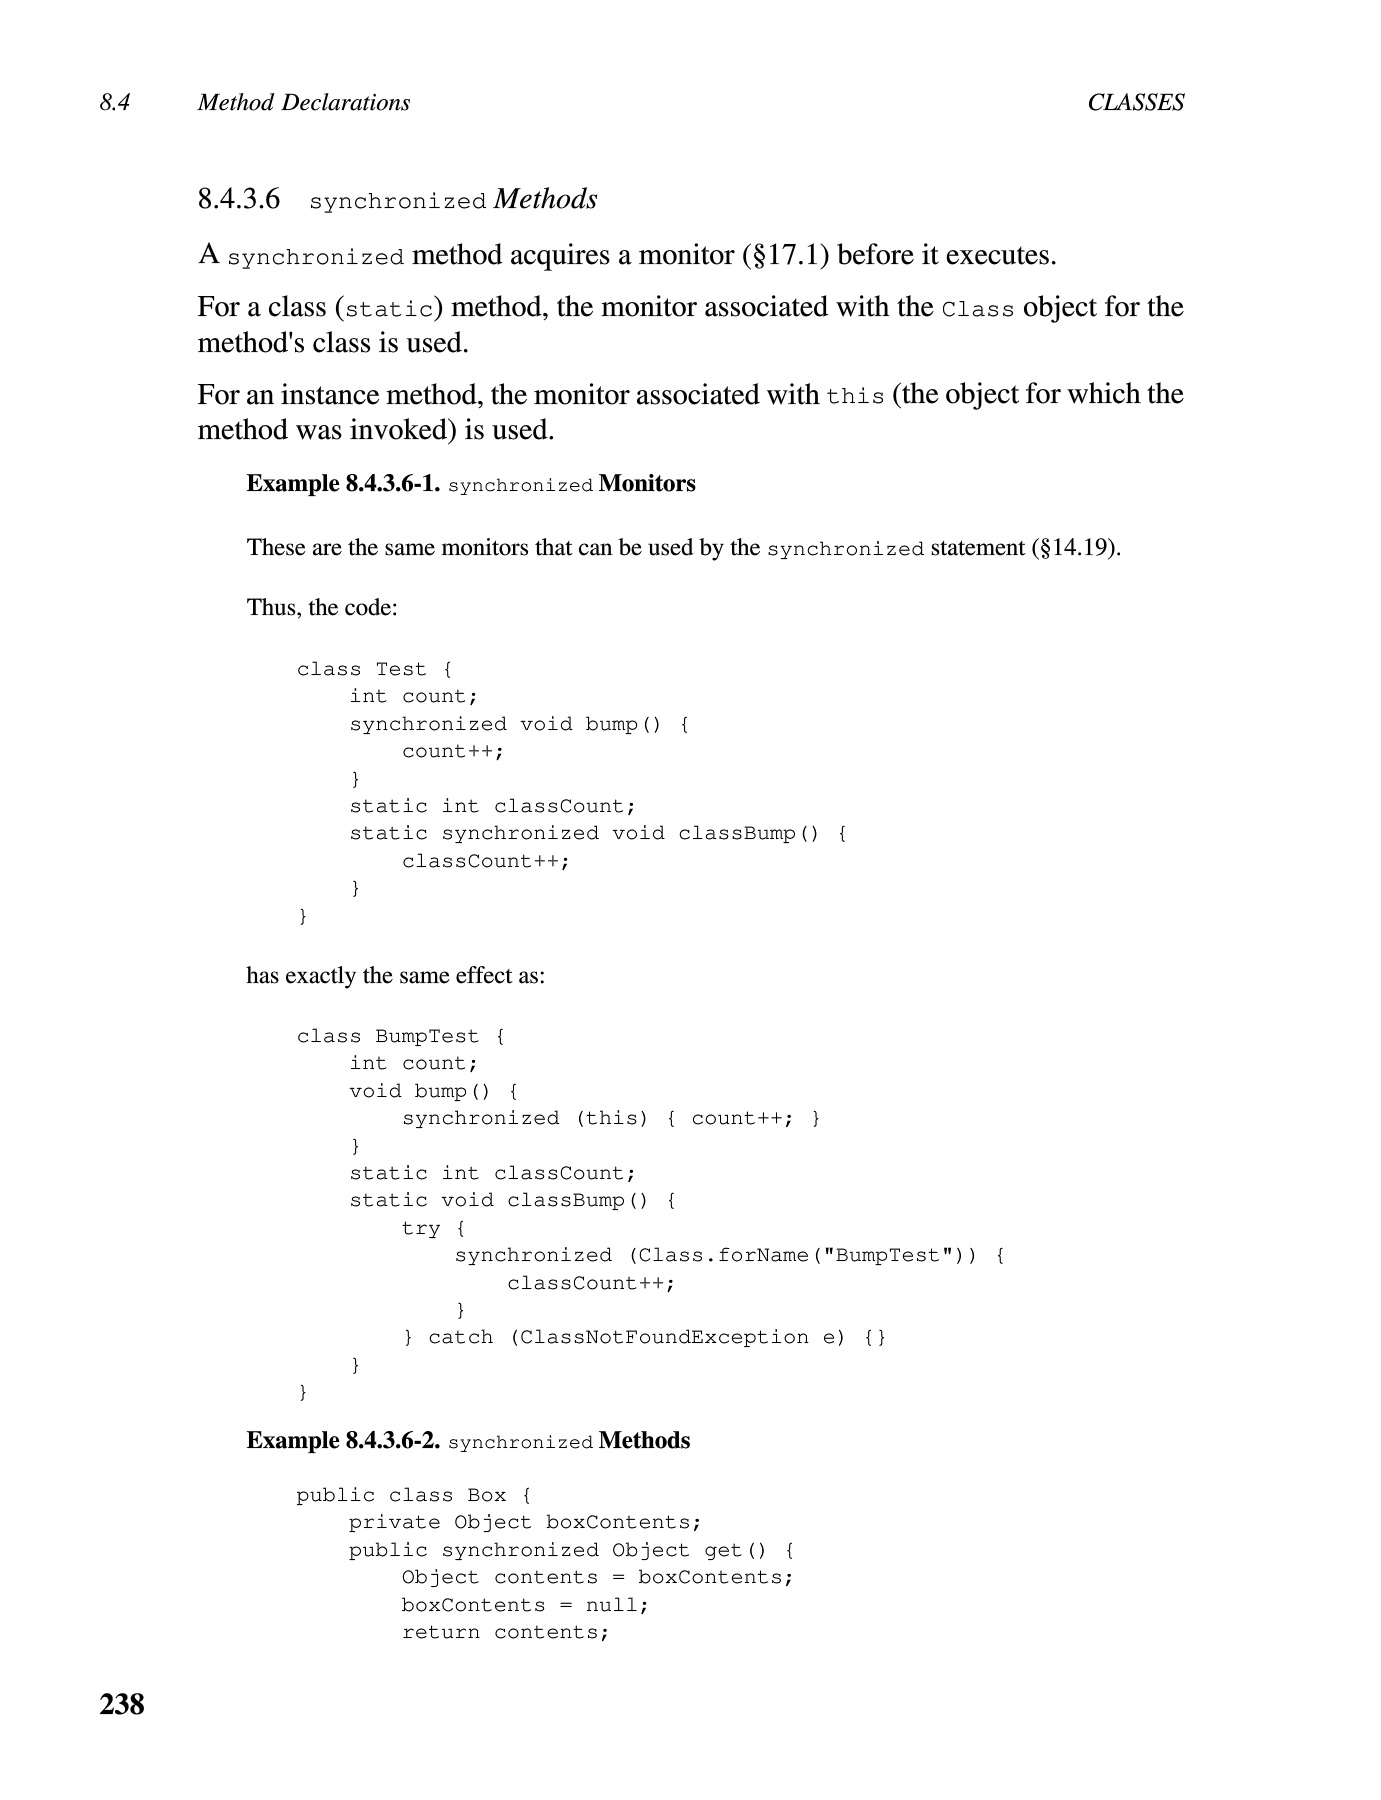 8.4 Method Declarations CLASSES
8.4.3.6 synchronized Methods
A synchronized method acquires a monitor (§17.1) before it executes.
For a class (static) method, the monitor associated with the Class object for the
method's class is used.
For an instance method, the monitor associated with this (the object for which the
method was invoked) is used.
Example 8.4.3.6-1. synchronized Monitors
These are the same monitors that can be used by the synchronized statement (§14.19).
Thus, the code:
class Test {
    int count;
    synchronized void bump() {
        count++;
    }
    static int classCount;
    static synchronized void classBump() {
        classCount++;
    }
}
has exactly the same effect as:
class BumpTest {
    int count;
    void bump() {
        synchronized (this) { count++; }
    }
    static int classCount;
    static void classBump() {
        try {
            synchronized (Class.forName("BumpTest")) {
                classCount++;
            }
        } catch (ClassNotFoundException e) {}
    }
}
Example 8.4.3.6-2. synchronized Methods
public class Box {
    private Object boxContents;
    public synchronized Object get() {
        Object contents = boxContents;
        boxContents = null;
        return contents;
238